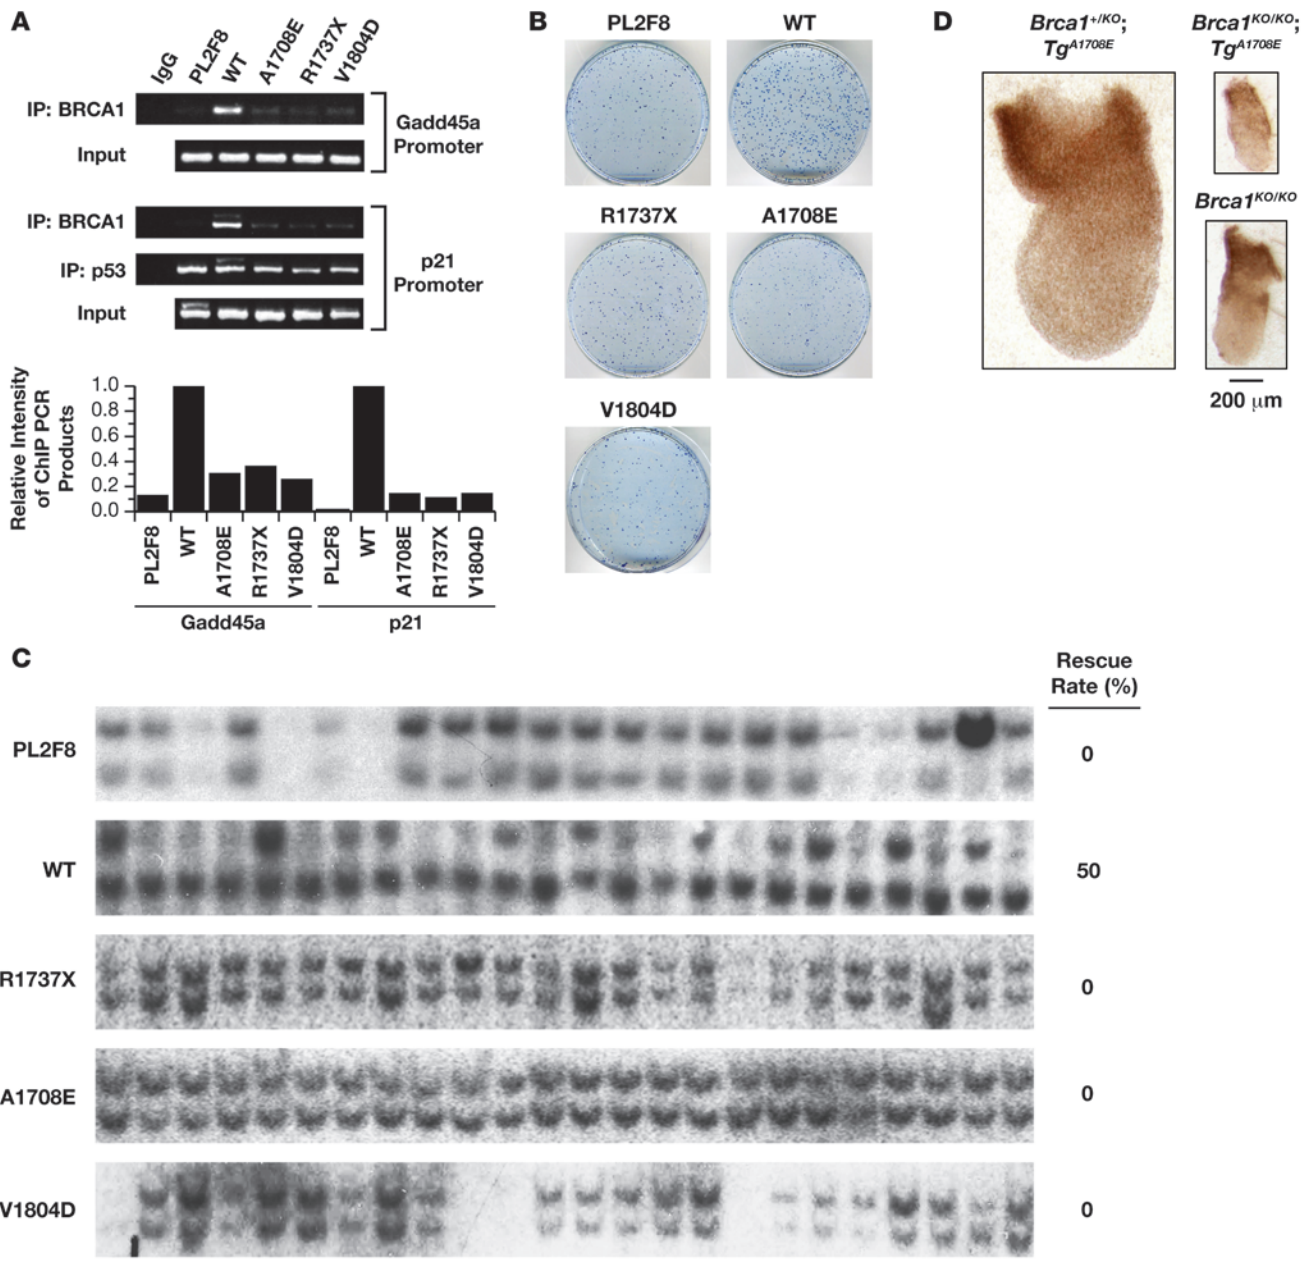 A
IgG
PL2F8
WT
A1708E
R1737X
V1804D
IP: BRCA1
Input
Gadd45a
Promoter
IP: BRCA1
IP: p53
Input
p21
Promoter
Relative Intensity
of ChIP PCR
Products
1.0
0.8
0.6
0.4
0.2
0.0
PL2F8
WT
A1708E
R1737X
V1804D
PL2F8
WT
A1708E
R1737X
V1804D
Gadd45a
p21
B
PL2F8
WT
R1737X
A1708E
V1804D
D
Brca1+/KO;
TgA1708E
Brca1KO/KO;
TgA1708E
Brca1KO/KO
200 μm
C
Rescue
Rate (%)
PL2F8
0
WT
50
R1737X
0
A1708E
0
V1804D
0